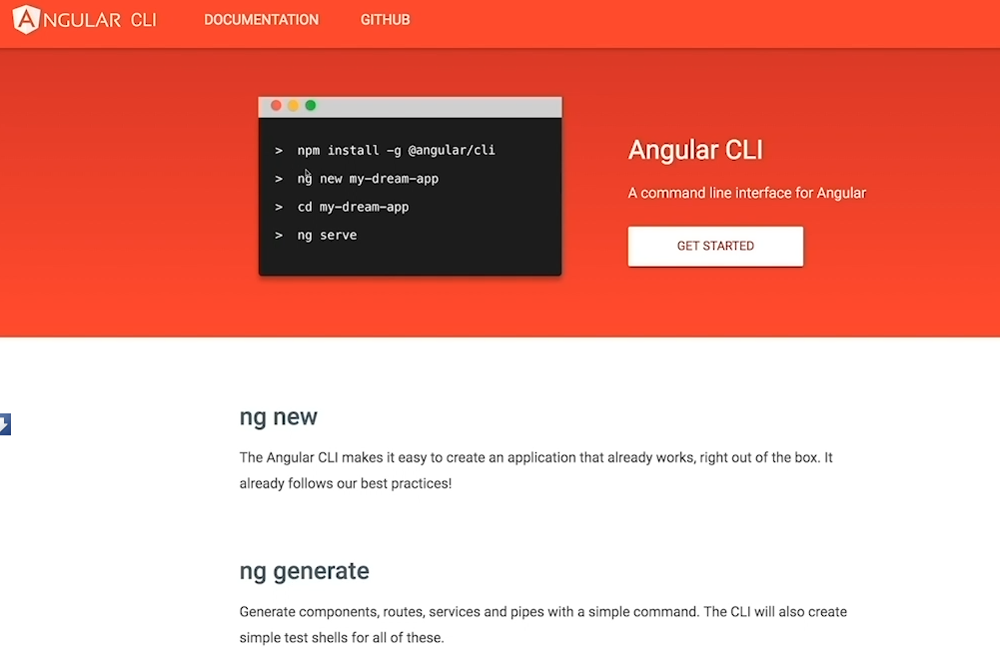 ANGULAR CLI DOCUMENTATION GITHUB
> npm install -g @angular/cli
> ng new my-dream-app
> cd my-dream-app
> ng serve
Angular CLI
A command line interface for Angular
GET STARTED
ng new
The Angular CLI makes it easy to create an application that already works, right out of the box. It
already follows our best practices!
ng generate
Generate components, routes, services and pipes with a simple command. The CLI will also create
simple test shells for all of these.